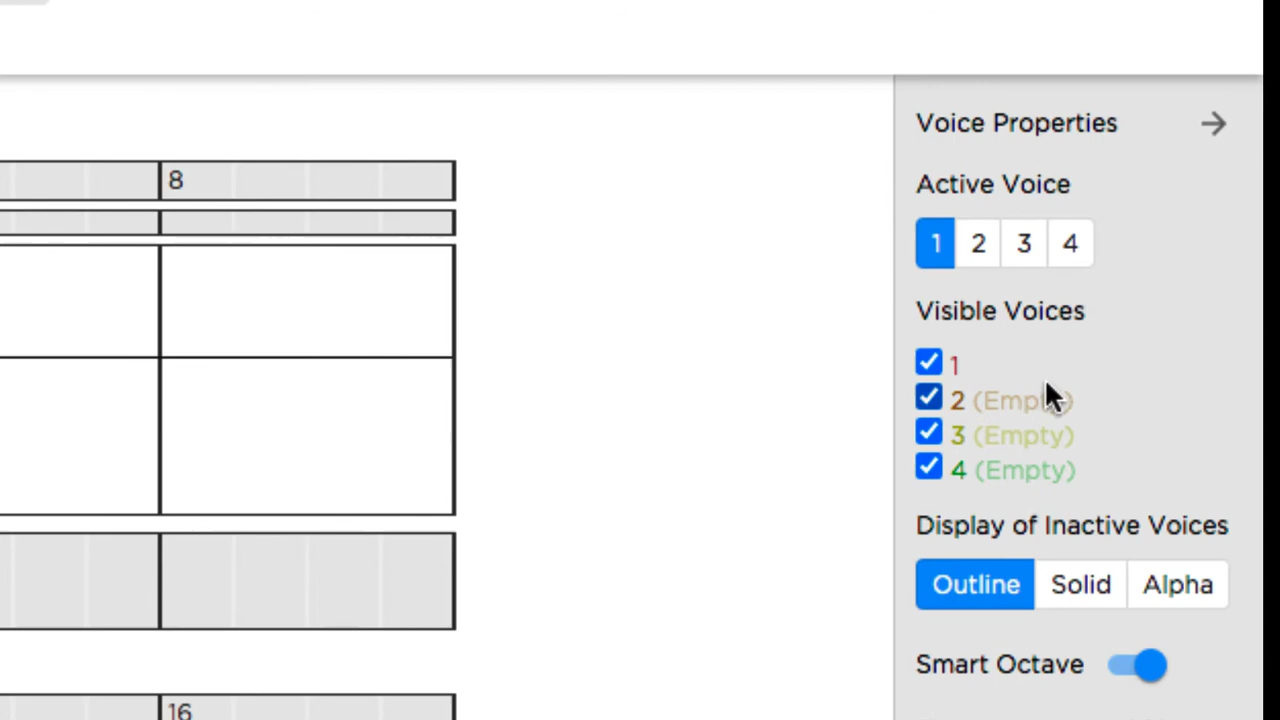 8
16
Voice Properties
Active Voice
1 2 3 4
Visible Voices
1
2 (Empty)
3 (Empty)
4 (Empty)
Display of Inactive Voices
Outline Solid Alpha
Smart Octave